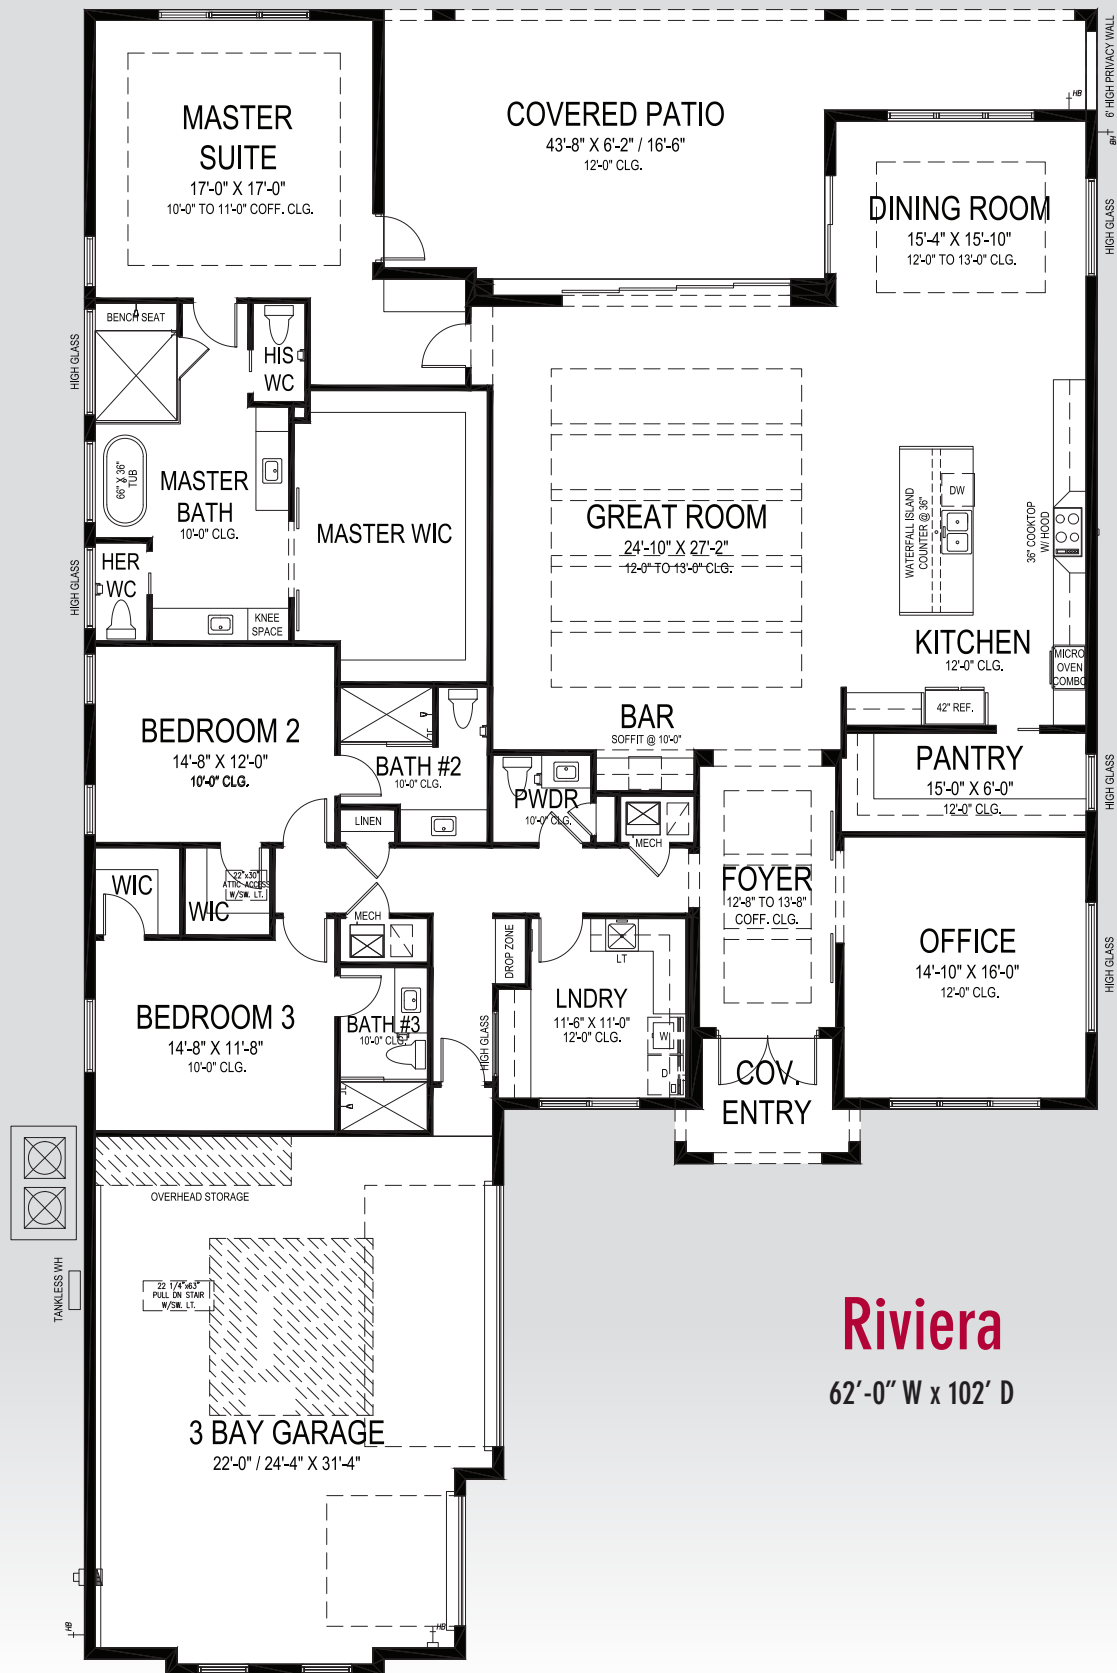 6' HIGH PRIVACY WALL
HB
BH
MASTER
SUITE
17'-0" X 17'-0"
10'-0" TO 11'-0" COFF. CLG.
COVERED PATIO
43'-8" X 6'-2" / 16'-6"
12'-0" CLG.
DINING ROOM
15'-4" X 15'-10"
12'-0" TO 13'-0" CLG.
HIGH GLASS
BENCH SEAT
HIGH GLASS
HIS
WC
66" X 36"
TUB
MASTER
BATH
10'-0" CLG.
MASTER WIC
GREAT ROOM
24'-10" X 27'-2"
12'-0" TO 13'-0" CLG.
WATERFALL ISLAND
COUNTER @ 36"
DW
36" COOKTOP
W/ HOOD
HER
WC
HIGH GLASS
KNEE
SPACE
KITCHEN
12'-0" CLG.
MICRO
OVEN
COMBO
42" REF.
BEDROOM 2
14'-8" X 12'-0"
10'-0" CLG.
BATH #2
10'-0" CLG.
LINEN
BAR
SOFFIT @ 10'-0"
PWDR
10'-0" CLG.
MECH
PANTRY
15'-0" X 6'-0"
12'-0" CLG.
HIGH GLASS
WIC
WIC
22"x30"
ATTIC ACCESS
W/SW. LT.
MECH
FOYER
12'-8" TO 13'-8"
COFF. CLG.
DROP ZONE
LT
OFFICE
14'-10" X 16'-0"
12'-0" CLG.
HIGH GLASS
BEDROOM 3
14'-8" X 11'-8"
10'-0" CLG.
BATH #3
10'-0" CLG.
HIGH GLASS
LNDRY
11'-6" X 11'-0"
12'-0" CLG.
W
D
COV.
ENTRY
OVERHEAD STORAGE
TANKLESS WH
22 1/4"x63"
PULL DN STAIR
W/SW. LT.
3 BAY GARAGE
22'-0" / 24'-4" X 31'-4"
HB
HB
Riviera
62'-0" W x 102' D